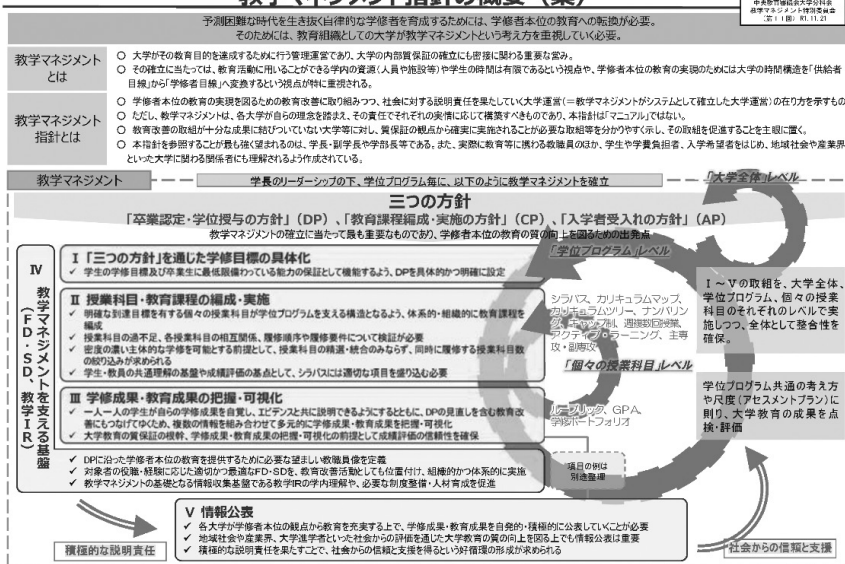 教学マネジメント指針の概要(案)
中央教育審議会大学分科会
教学マネジメント特別委員会
(第11回) R1.11.21
予測困難な時代を生き抜く自律的な学修者を育成するためには、学修者本位の教育への転換が必要。
そのためには、教育組織としての大学が教学マネジメントという考え方を重視していく必要。
教学マネジメント
とは
○ 大学がその教育目的を達成するために行う管理運営であり、大学の内部質保証の確立にも密接に関わる重要な営み。
○ その確立に当たっては、教育活動に用いることができる学内の資源(人員や施設等)や学生の時間は有限であるという視点や、学修者本位の教育の実現のためには大学の時間構造を「供給者
目線」から「学修者目線」へ変換するという視点が特に重視される。
教学マネジメント
指針とは
○ 学修者本位の教育の実現を図るための教育改善に取り組みつつ、社会に対する説明責任を果たしていく大学運営(=教学マネジメントがシステムとして確立した大学運営)の在り方を示すもの
○ ただし、教学マネジメントは、各大学が自らの理念を踏まえ、その責任でそれぞれの実情に応じて構築すべきものであり、本指針は「マニュアル」ではない。
○ 教育改善の取組が十分な成果に結びついていない大学等に対し、質保証の観点から確実に実施されることが必要な取組等を分かりやすく示し、その取組を促進することを主眼に置く。
○ 本指針を参照することが最も強く望まれるのは、学長・副学長や学部長等である。また、実際に教育等に携わる教職員のほか、学生や学費負担者、入学希望者をはじめ、地域社会や産業界
といった大学に関わる関係者にも理解されるよう作成されている。
教学マネジメント
学長のリーダーシップの下、学位プログラム毎に、以下のように教学マネジメントを確立
「大学全体」レベル
三つの方針
「卒業認定・学位授与の方針」(DP)、「教育課程編成・実施の方針」(CP)、「入学者受入れの方針」(AP)
教学マネジメントの確立に当たって最も重要なものであり、学修者本位の教育の質の向上を図るための出発点
「学位プログラム」レベル
Ⅳ 教学マネジメントを支える基盤
(FD・SD、教学IR)
Ⅰ 「三つの方針」を通じた学修目標の具体化
✓ 学生の学修目標及び卒業生に最低限備わっている能力の保証として機能するよう、DPを具体的かつ明確に設定
Ⅱ 授業科目・教育課程の編成・実施
✓ 明確な到達目標を有する個々の授業科目が学位プログラムを支える構造となるよう、体系的・組織的に教育課程を
編成
✓ 授業科目の過不足、各授業科目の相互関係、履修順序や履修要件について検証が必要
✓ 密度の濃い主体的な学修を可能とする前提として、授業科目の精選・統合のみならず、同時に履修する授業科目数
の絞り込みが求められる
✓ 学生・教員の共通理解の基盤や成績評価の基点として、シラバスには適切な項目を盛り込む必要
シラバス、カリキュラムマップ、
カリキュラムツリー、ナンバリン
グ、キャップ制、週複数回授業、
アクティブ・ラーニング、主専
攻・副専攻
「個々の授業科目」レベル
Ⅲ 学修成果・教育成果の把握・可視化
✓ 一人一人の学生が自らの学修成果を自覚し、エビデンスと共に説明できるようにするとともに、DPの見直しを含む教育改
善にもつなげてゆくため、複数の情報を組み合わせて多元的に学修成果・教育成果を把握・可視化
✓ 大学教育の質保証の根幹、学修成果・教育成果の把握・可視化の前提として成績評価の信頼性を確保
ルーブリック、GPA、
学修ポートフォリオ
✓ DPに沿った学修者本位の教育を提供するために必要な望ましい教職員像を定義
✓ 対象者の役職・経験に応じた適切かつ最適なFD・SDを、教育改善活動としても位置付け、組織的かつ体系的に実施
✓ 教学マネジメントの基礎となる情報収集基盤である教学IRの学内理解や、必要な制度整備・人材育成を促進
項目の例は
別途整理
Ⅰ~Ⅴの取組を、大学全体、
学位プログラム、個々の授業
科目のそれぞれのレベルで実
施しつつ、全体として整合性を
確保。
学位プログラム共通の考え方
や尺度(アセスメントプラン)に
則り、大学教育の成果を点
検・評価
Ⅴ 情報公表
✓ 各大学が学修者本位の観点から教育を充実する上で、学修成果・教育成果を自発的・積極的に公表していくことが必要
✓ 地域社会や産業界、大学進学者といった社会からの評価を通じた大学教育の質の向上を図る上でも情報公表は重要
✓ 積極的な説明責任を果たすことで、社会からの信頼と支援を得るという好循環の形成が求められる
積極的な説明責任
社会からの信頼と支援